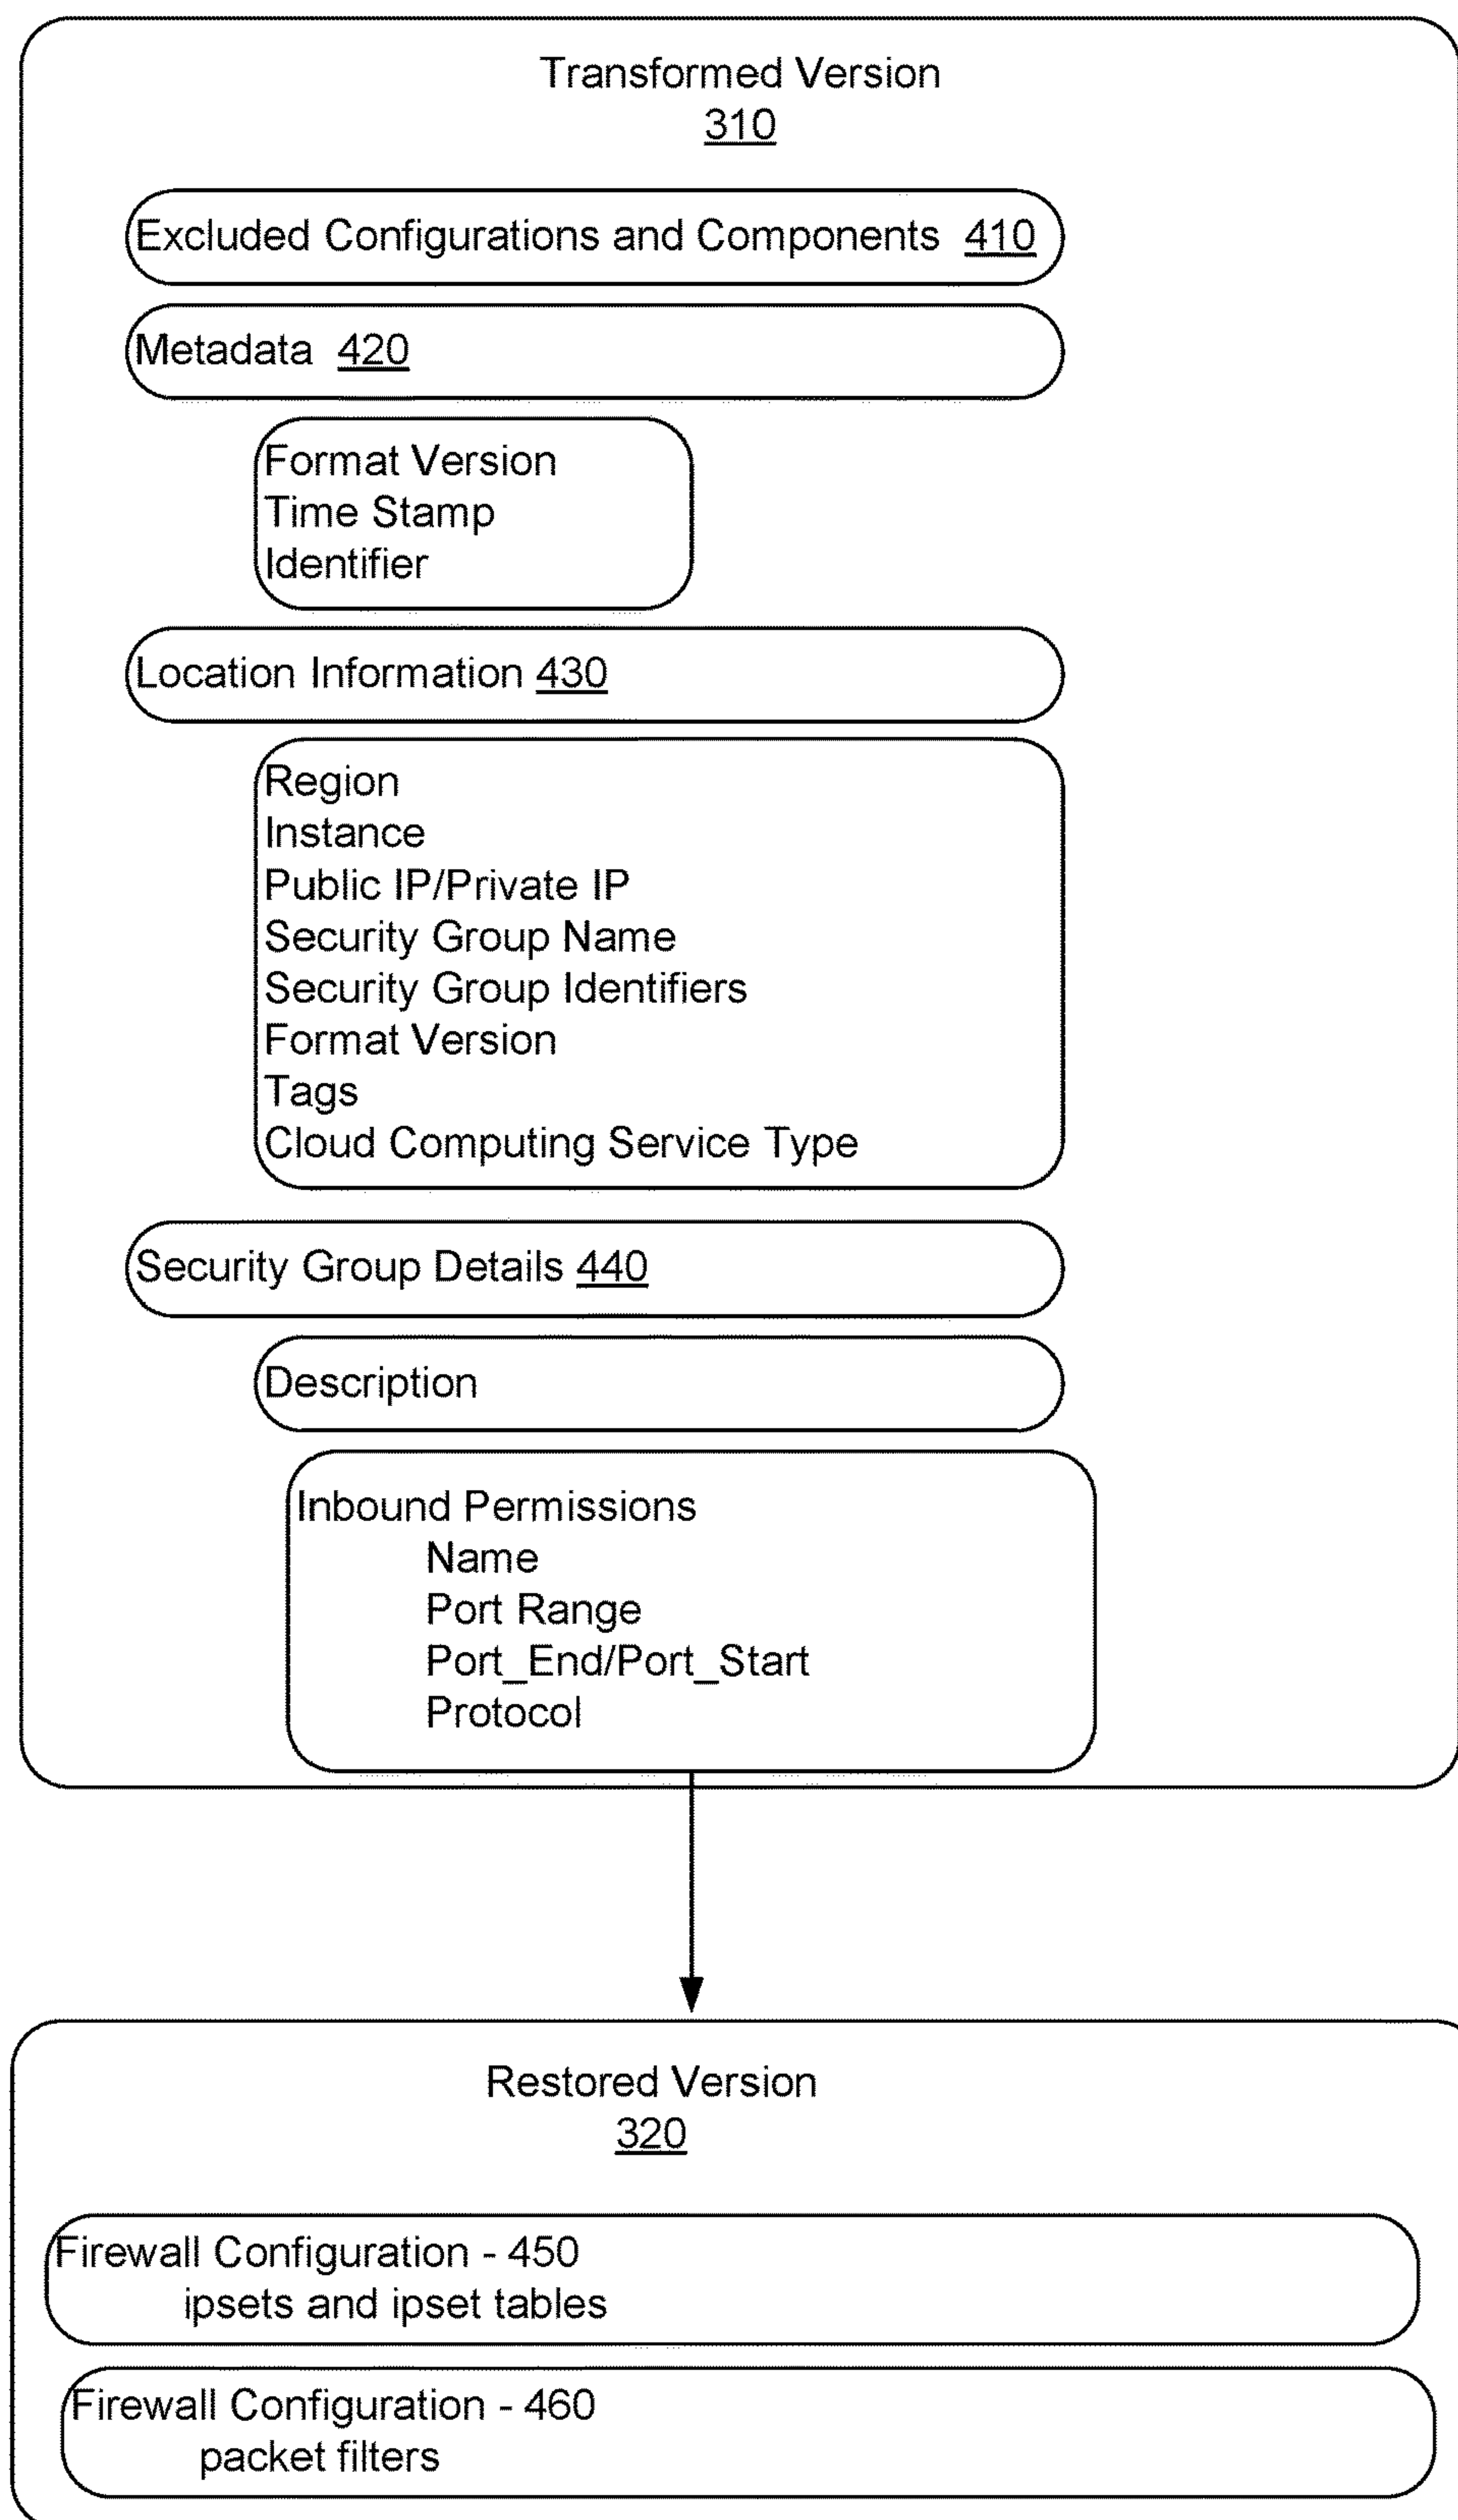 Transformed Version
310
Excluded Configurations and Components 410
Metadata 420
Format Version
Time Stamp
Identifier
Location Information 430
Region
Instance
Public IP/Private IP
Security Group Name
Security Group Identifiers
Format Version
Tags
Cloud Computing Service Type
Security Group Details 440
Description
Inbound Permissions
Name
Port Range
Port_End/Port_Start
Protocol
Restored Version
320
Firewall Configuration - 450
ipsets and ipset tables
Firewall Configuration - 460
packet filters